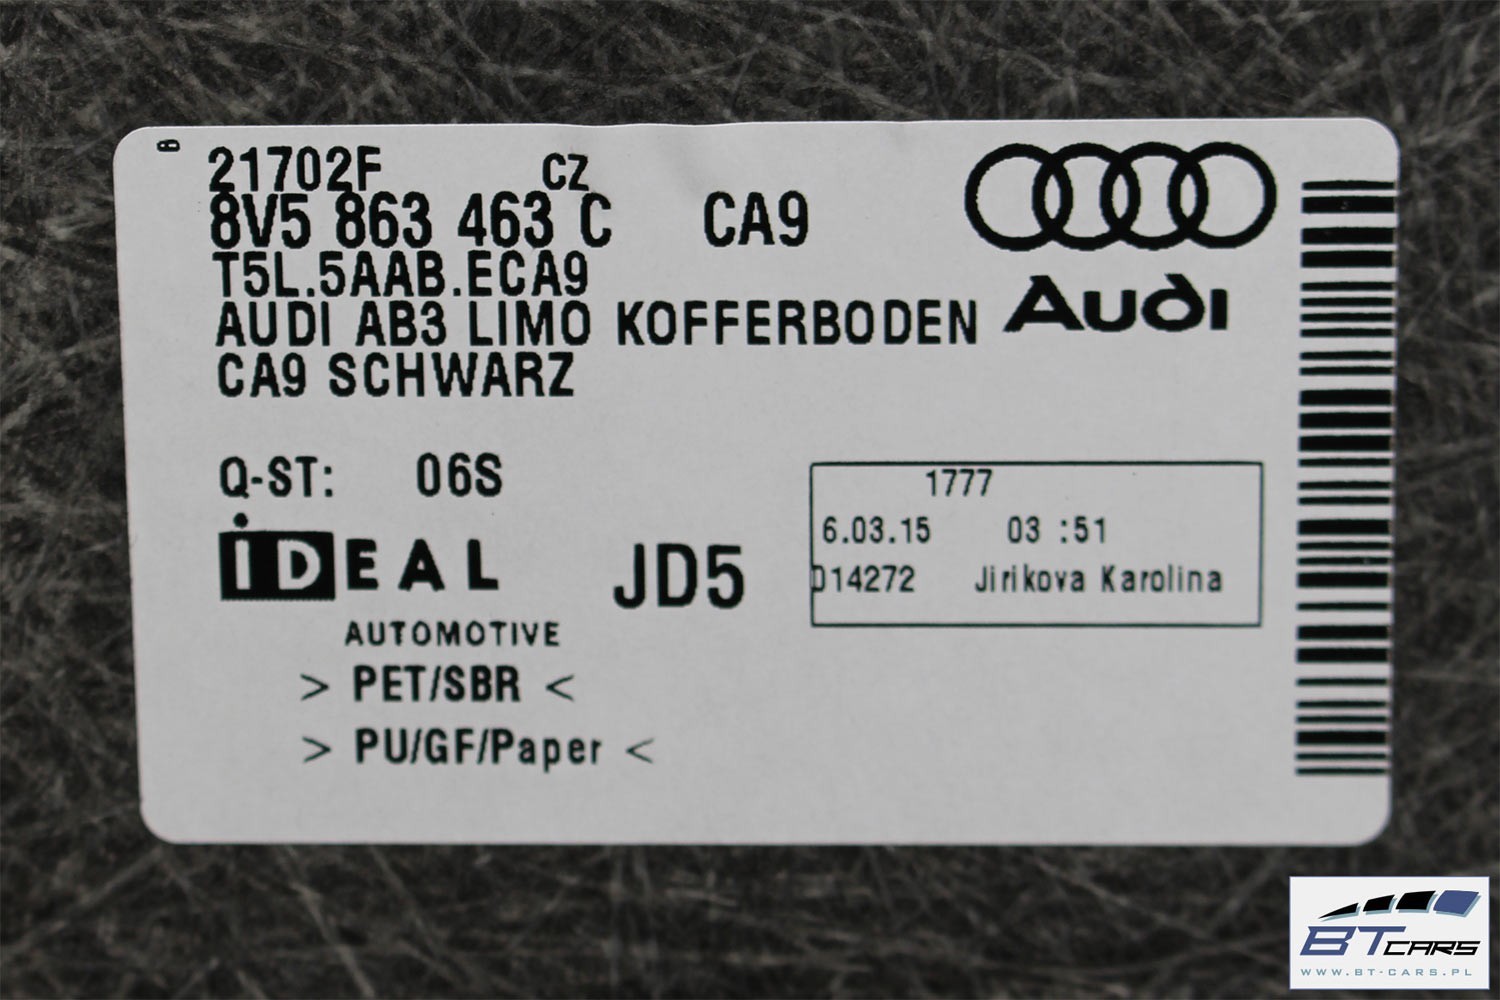 21702F CZ
8V5 863 463 C CA9
T5L.5AAB.ECA9
AUDI AB3 LIMO KOFFERBODEN
CA9 SCHWARZ
Audi
Q-ST: 06S
iDEAL
AUTOMOTIVE
JD5
1777
6.03.15 03 :51
D14272 Jirikova Karolina
> PET/SBR <
> PU/GF/Paper <
BT CARS
WWW.BT-CARS.PL